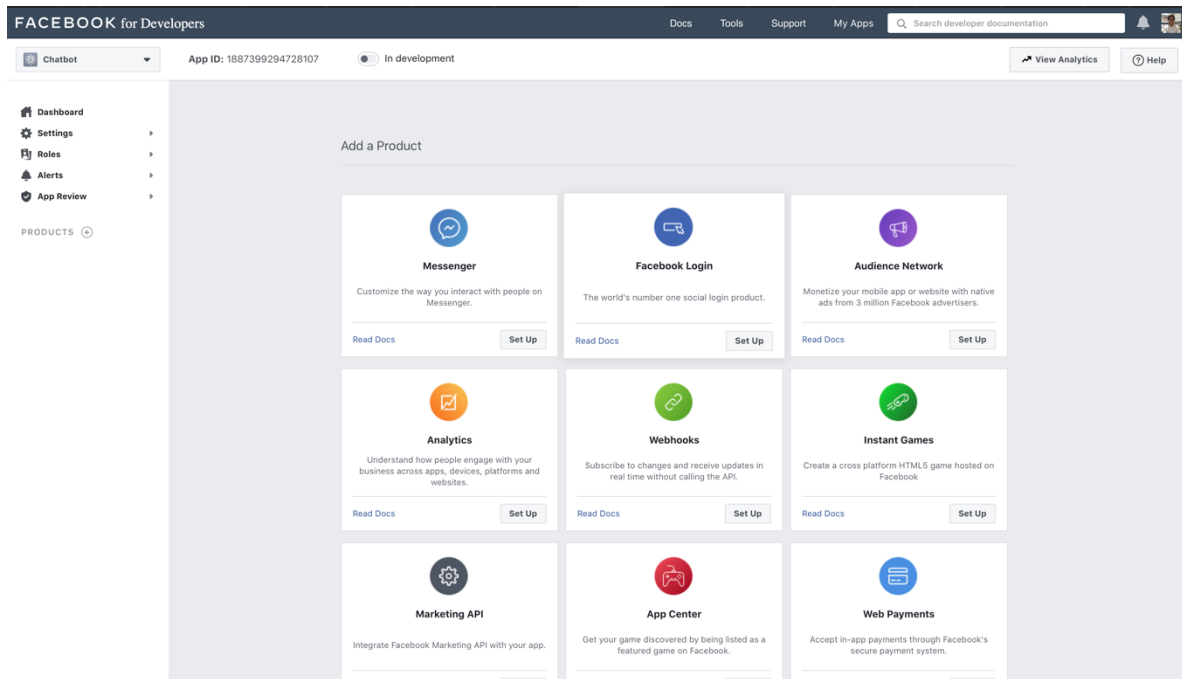 FACEBOOK for Developers
Docs
Tools
Support
My Apps
Search developer documentation
Chatbot
App ID: 1887399294728107
In development
View Analytics
Help
Dashboard
Settings
Roles
Alerts
App Review
PRODUCTS
Add a Product
Messenger
Customize the way you interact with people on
Messenger.
Read Docs
Set Up
Facebook Login
The world's number one social login product.
Read Docs
Set Up
Audience Network
Monetize your mobile app or website with native
ads from 3 million Facebook advertisers.
Read Docs
Set Up
Analytics
Understand how people engage with your
business across apps, devices, platforms and
websites.
Read Docs
Set Up
Webhooks
Subscribe to changes and receive updates in
real time without calling the API.
Read Docs
Set Up
Instant Games
Create a cross platform HTML5 game hosted on
Facebook
Read Docs
Set Up
Marketing API
Integrate Facebook Marketing API with your app.
App Center
Get your game discovered by being listed as a
featured game on Facebook.
Web Payments
Accept in-app payments through Facebook's
secure payment system.